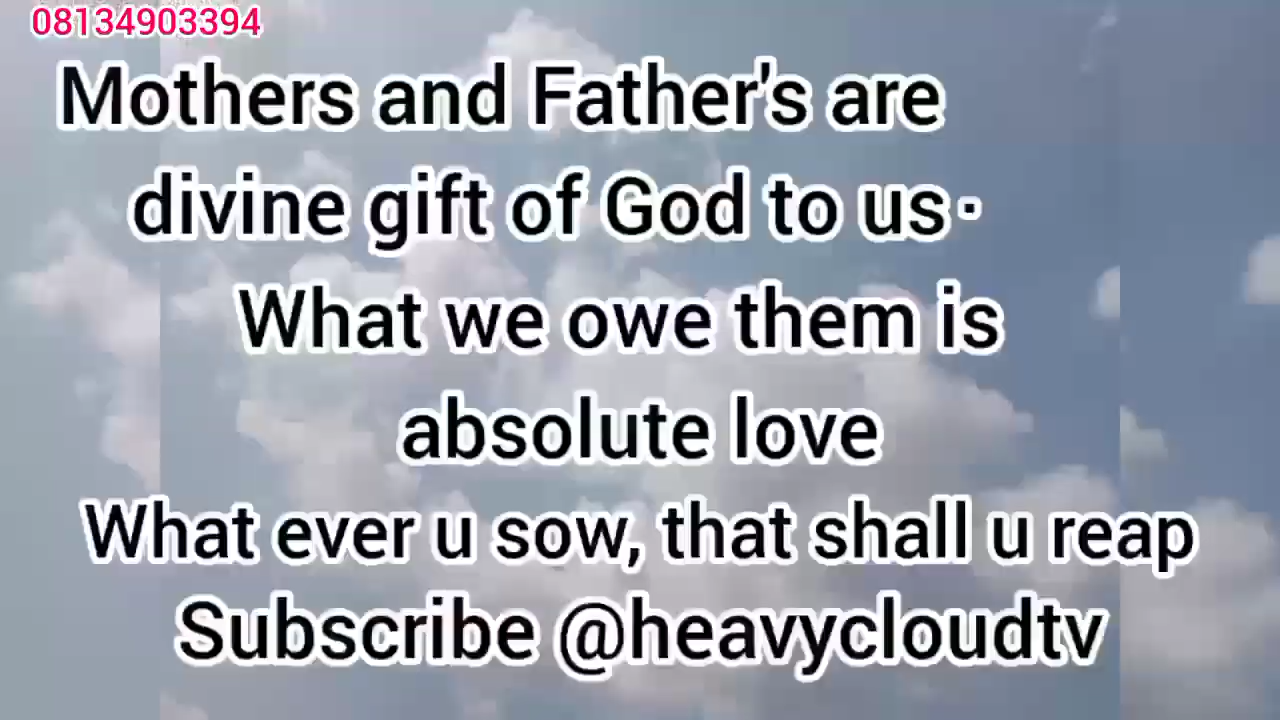 08134903394
Mothers and Father's are
divine gift of God to us.
What we owe them is
absolute love
What ever u sow, that shall u reap
Subscribe @heavycloudtv